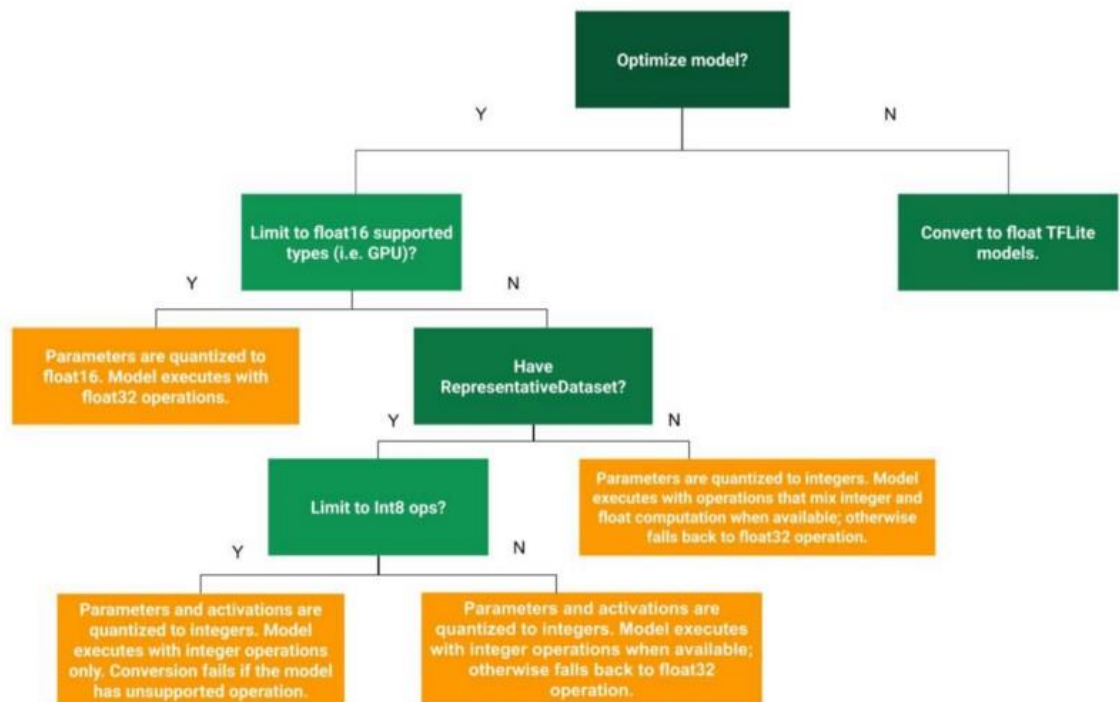 Optimize model?
Y
N
Limit to float16 supported
types (i.e. GPU)?
Convert to float TFLite
models.
Y
N
Parameters are quantized to
float16. Model executes with
float32 operations.
Have
RepresentativeDataset?
Y
N
Limit to Int8 ops?
Parameters are quantized to integers. Model
executes with operations that mix integer and
float computation when available; otherwise
falls back to float32 operation.
Y
N
Parameters and activations are
quantized to integers. Model
executes with integer operations
only. Conversion fails if the model
has unsupported operation.
Parameters and activations are
quantized to integers. Model executes
with integer operations when available;
otherwise falls back to float32
operation.